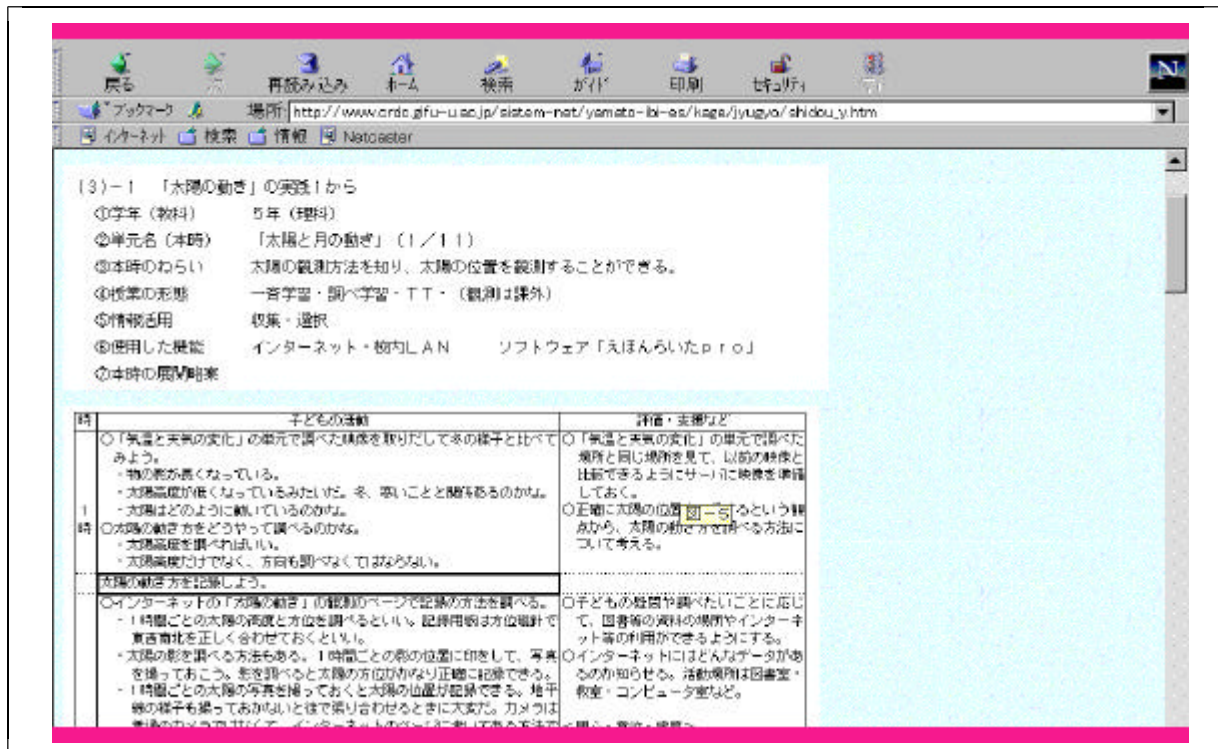 戻る 再読み込み ホーム 検索 ガイド 印刷 セキュリティ
ブックマーク 場所: http://www.crdc.gifu-u.ac.jp/sistem-net/yamato-ibi-es/kage/jyugyo/shidou_y.htm
インターネット 検索 情報 Netcaster
(3)－1 「太陽の動き」の実践1から
①学年（教科） 5年（理科）
②単元名（本時） 「太陽と月の動き」（1／11）
③本時のねらい 太陽の観測方法を知り、太陽の位置を観測することができる。
④授業の形態 一斉学習・調べ学習・TT・（観測は課外）
⑤情報活用 収集・選択
⑥使用した機能 インターネット・校内LAN ソフトウェア「えほんらいたpro」
⑦本時の展開略案
時 子どもの活動 評価・支援など
○「気温と天気の変化」の単元で調べた映像を取りだして冬の様子と比べて
みよう。
・物の影が長くなっている。
・太陽高度が低くなっているみたいだ。冬、寒いことと関係あるのかな。
・太陽はどのように動いているのかな。
1
時
○太陽の動き方をどうやって調べるのかな。
・太陽高度を調べればいい。
・太陽高度だけでなく、方向も調べなくてはならない。
○「気温と天気の変化」の単元で調べた
場所と同じ場所を見て、以前の映像と
比較できるようにサーバに映像を準備
しておく。
○正確に太陽の位置 図－5 るという観
点から、太陽の動き方を調べる方法に
ついて考える。
太陽の動き方を記録しよう。
○インターネットの「太陽の動き」の観測のページで記録の方法を調べる。
・1時間ごとの太陽の高度と方位を調べるといい。記録用紙は方位磁針で
東西南北を正しく合わせておくといい。
・太陽の影を調べる方法もある。1時間ごとの影の位置に印をして、写真
を撮っておこう。影を調べると太陽の方位がかなり正確に記録できる。
・1時間ごとの太陽の写真を撮っておくと太陽の位置が記録できる。地平
線の様子も撮っておかないと後で張り合わせるときに大変だ。カメラは
○子どもの疑問や調べたいことに応じ
て、図書等の資料の場所やインターネ
ット等の利用ができるようにする。
○インターネットにはどんなデータがあ
るのか知らせる。活動場所は図書室・
教室・コンピュータ室など。